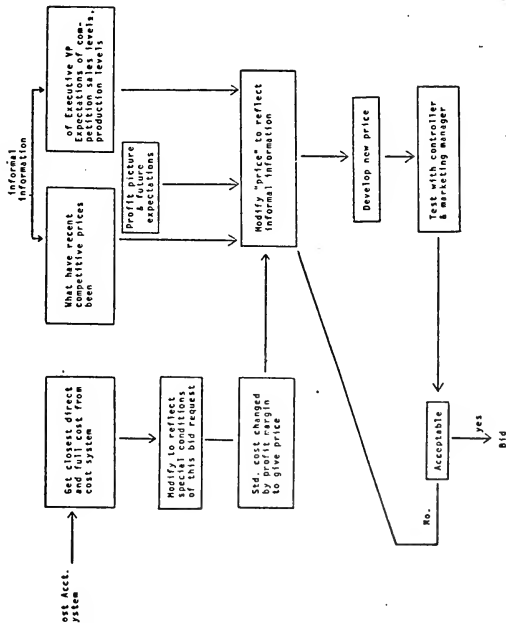 informal
information
of Executive VP
Expectations of com-
petition sales levels,
production levels
What have recent
competitive prices
been
Profit picture
& future
expectations
ost Acct.
ystem
Get closest direct
and full cost from
cost system
Modify to reflect
special conditions
of this bid request
Std. cost changed
by profit margin
to give price
Modify "price" to reflect
informal information
Develop new price
Test with controller
& marketing manager
No.
Acceptable
yes
Bid